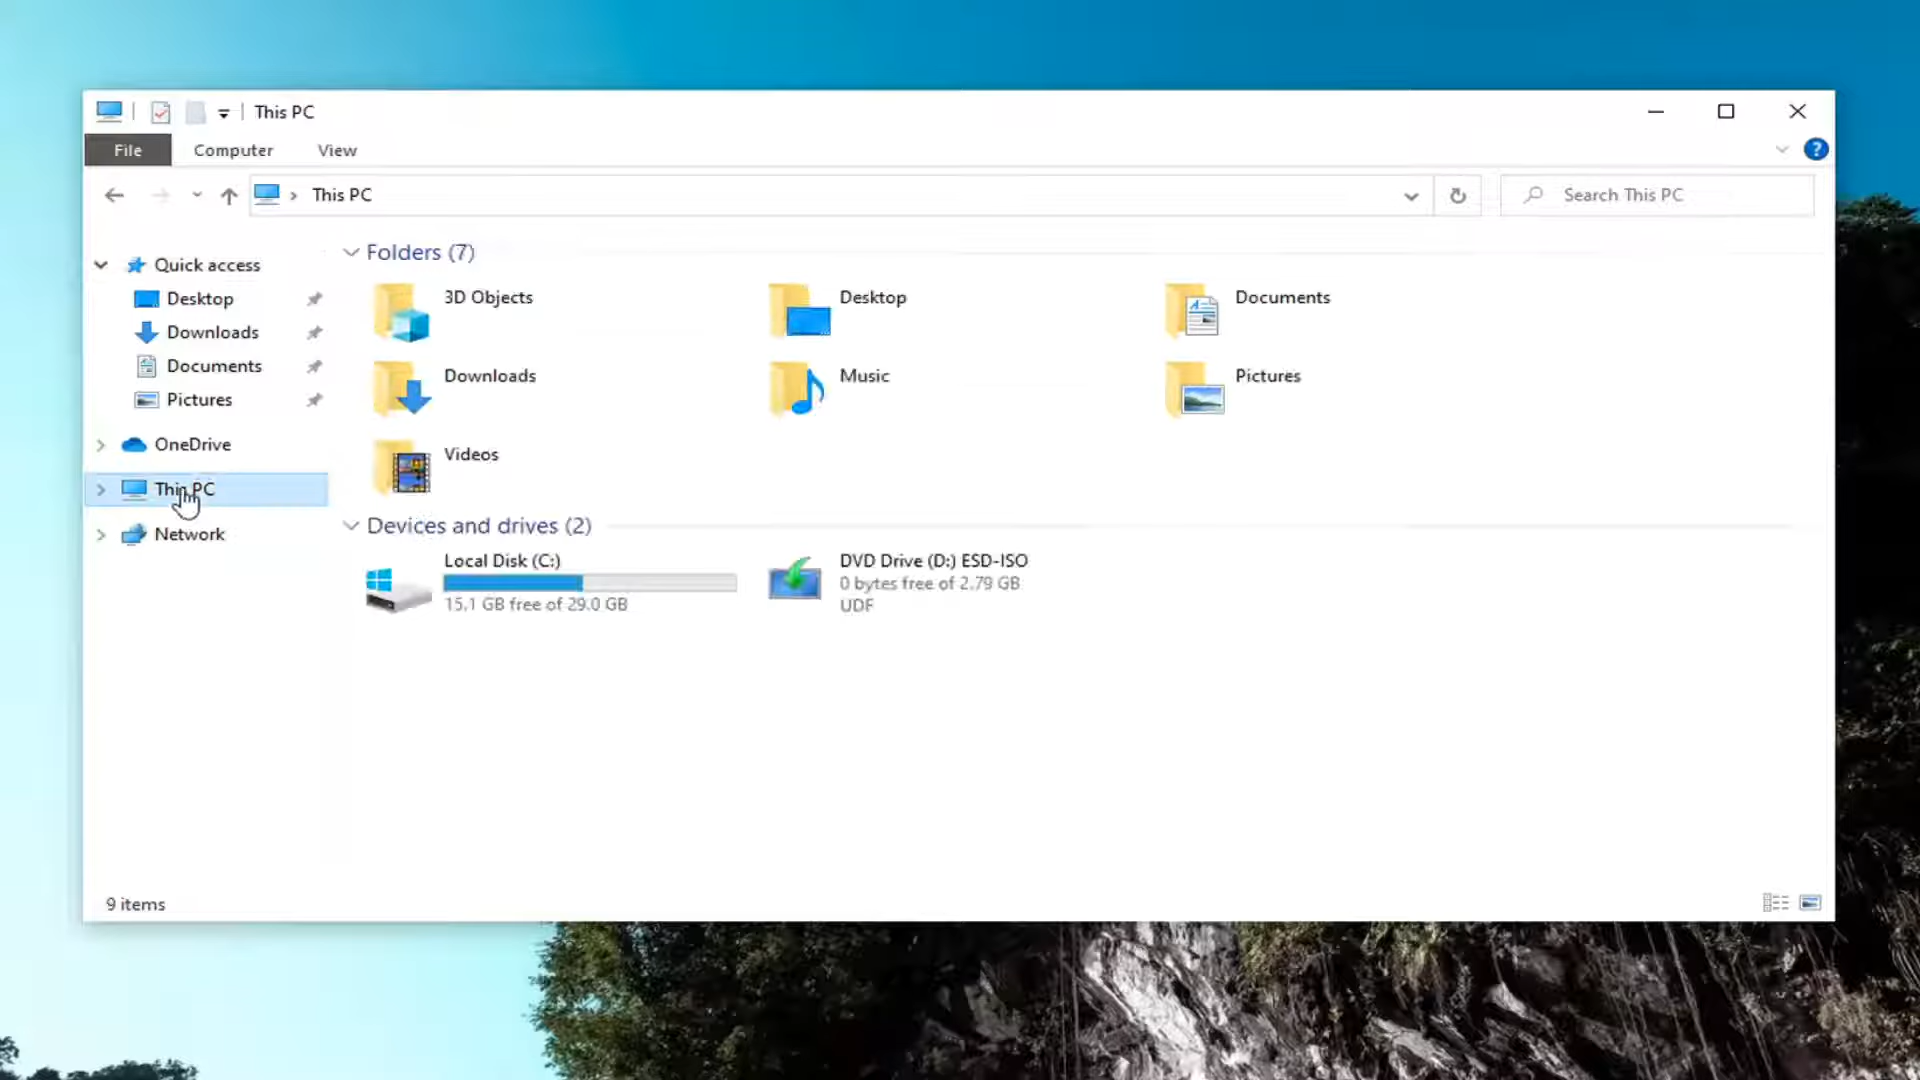 This PC
File Computer View
This PC
Search This PC
Quick access
Desktop
Downloads
Documents
Pictures
OneDrive
This PC
Network
Folders (7)
3D Objects
Desktop
Documents
Downloads
Music
Pictures
Videos
Devices and drives (2)
Local Disk (C:)
15.1 GB free of 29.0 GB
DVD Drive (D:) ESD-ISO
0 bytes free of 2.79 GB
UDF
9 items